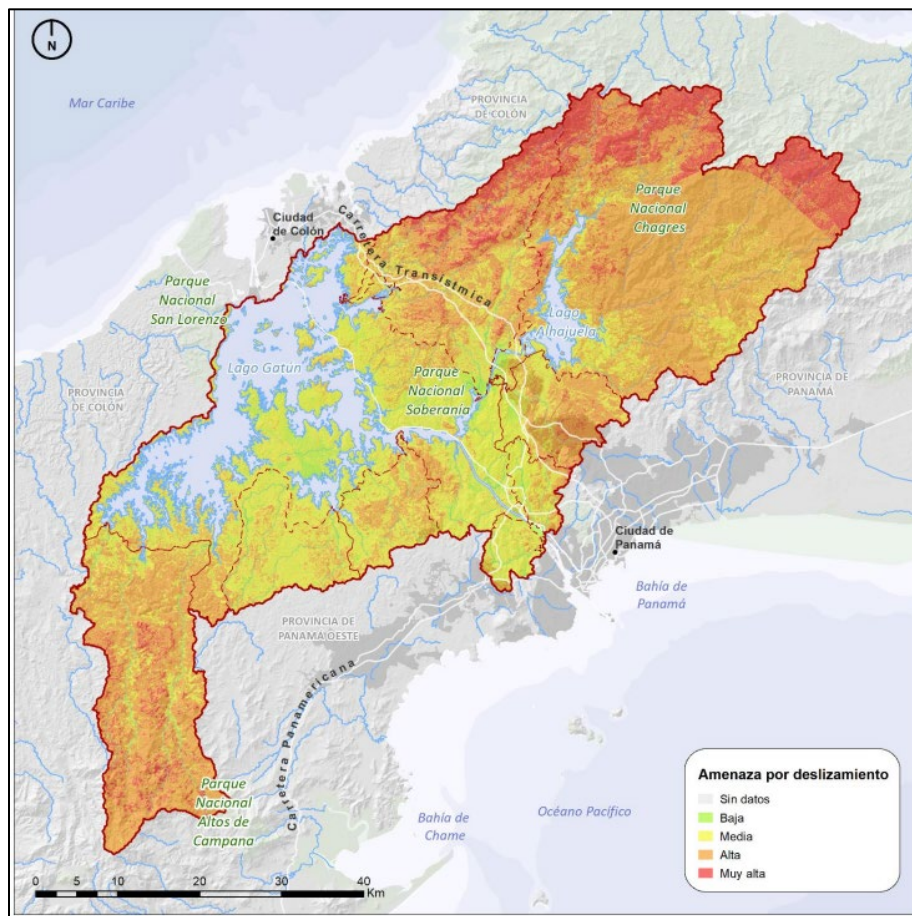 N
Mar Caribe
PROVINCIA
DE COLÓN
Ciudad
de Colón
Carretera Transístmica
Parque
Nacional
Chagres
Parque
Nacional
San Lorenzo
Lago
Alhajuela
Lago Gatún
Parque
Nacional
Soberanía
PROVINCIA
DE COLÓN
PROVINCIA DE
PANAMÁ
Ciudad de
Panamá
Bahía de
Panamá
PROVINCIA DE
PANAMÁ OESTE
Carretera Panamericana
Parque
Nacional
Altos de
Campana
Bahía de
Chame
Océano Pacífico
Amenaza por deslizamiento
Sin datos
Baja
Media
Alta
Muy alta
0 5 10 20 30 40
Km